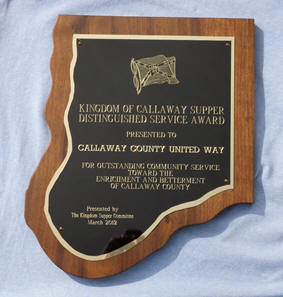 KINGDOM OF CALLAWAY SUPPER
DISTINGUISHED SERVICE AWARD
PRESENTED TO
CALLAWAY COUNTY UNITED WAY
FOR OUTSTANDING COMMUNITY SERVICE
TOWARD THE
ENRICHMENT AND BETTERMENT
OF CALLAWAY COUNTY
Presented by
The Kingdom Supper Committee
March 2012